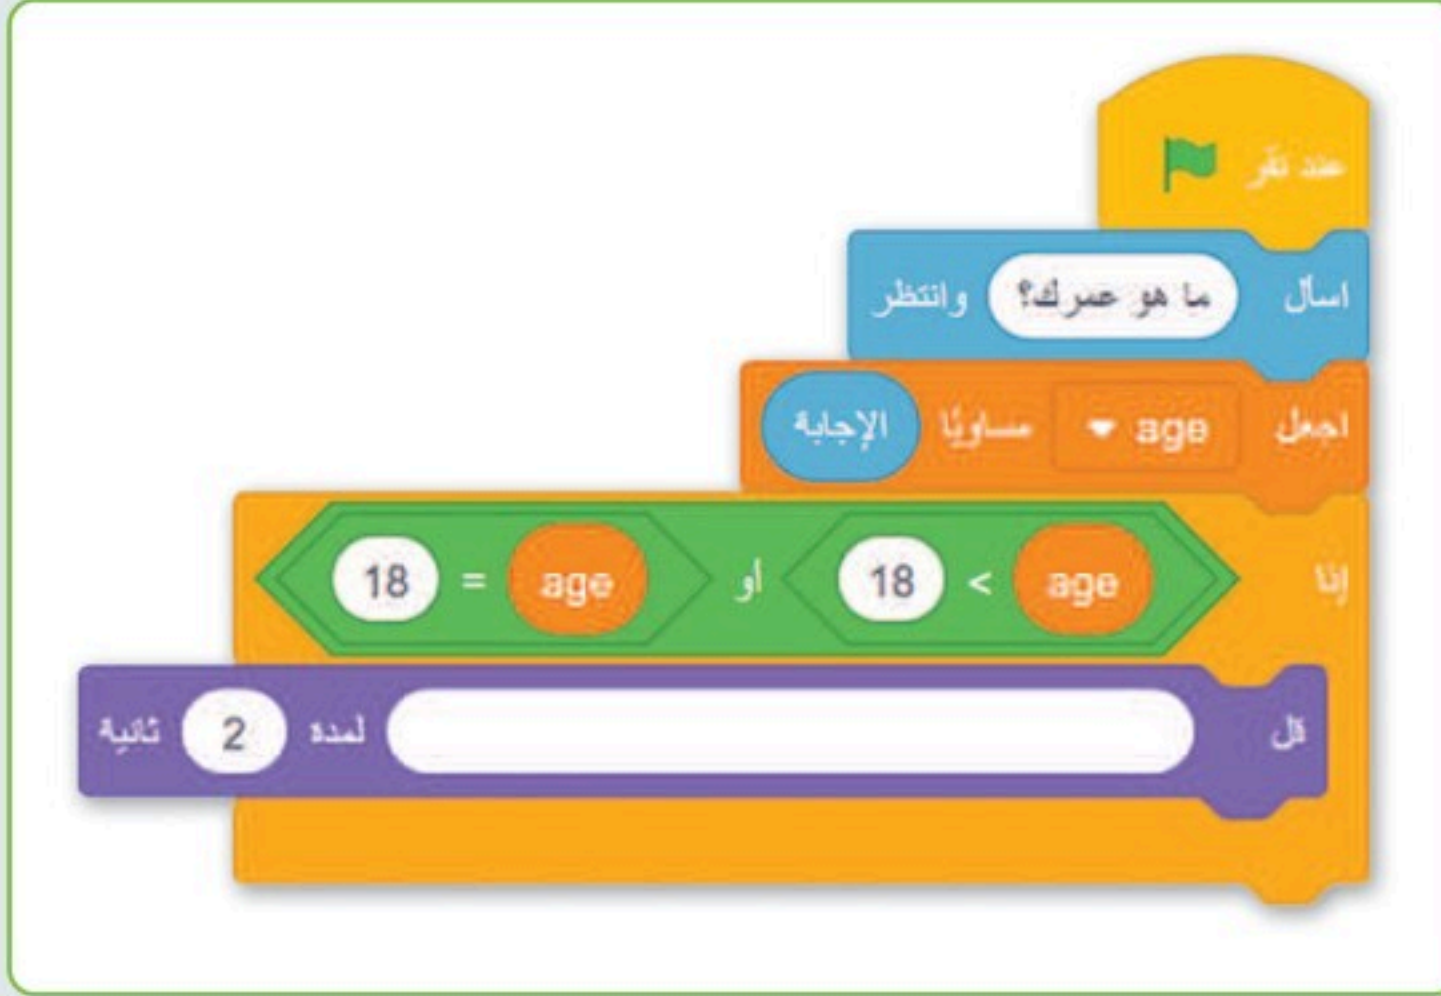 عند نقر
اسأل ما هو عمرك؟ وانتظر
اجعل age مساويًا الإجابة
إذا age < 18 أو age = 18
قل لمدة 2 ثانية